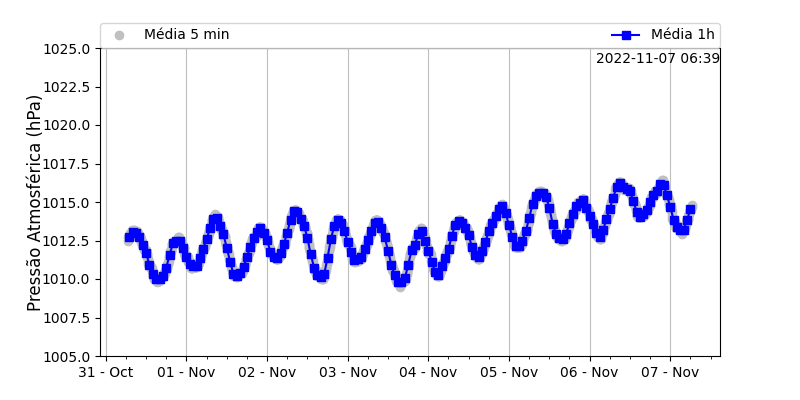 Média 5 min
Média 1h
2022-11-07 06:39
Pressão Atmosférica (hPa)
1025.0
1022.5
1020.0
1017.5
1015.0
1012.5
1010.0
1007.5
1005.0
31 - Oct
01 - Nov
02 - Nov
03 - Nov
04 - Nov
05 - Nov
06 - Nov
07 - Nov